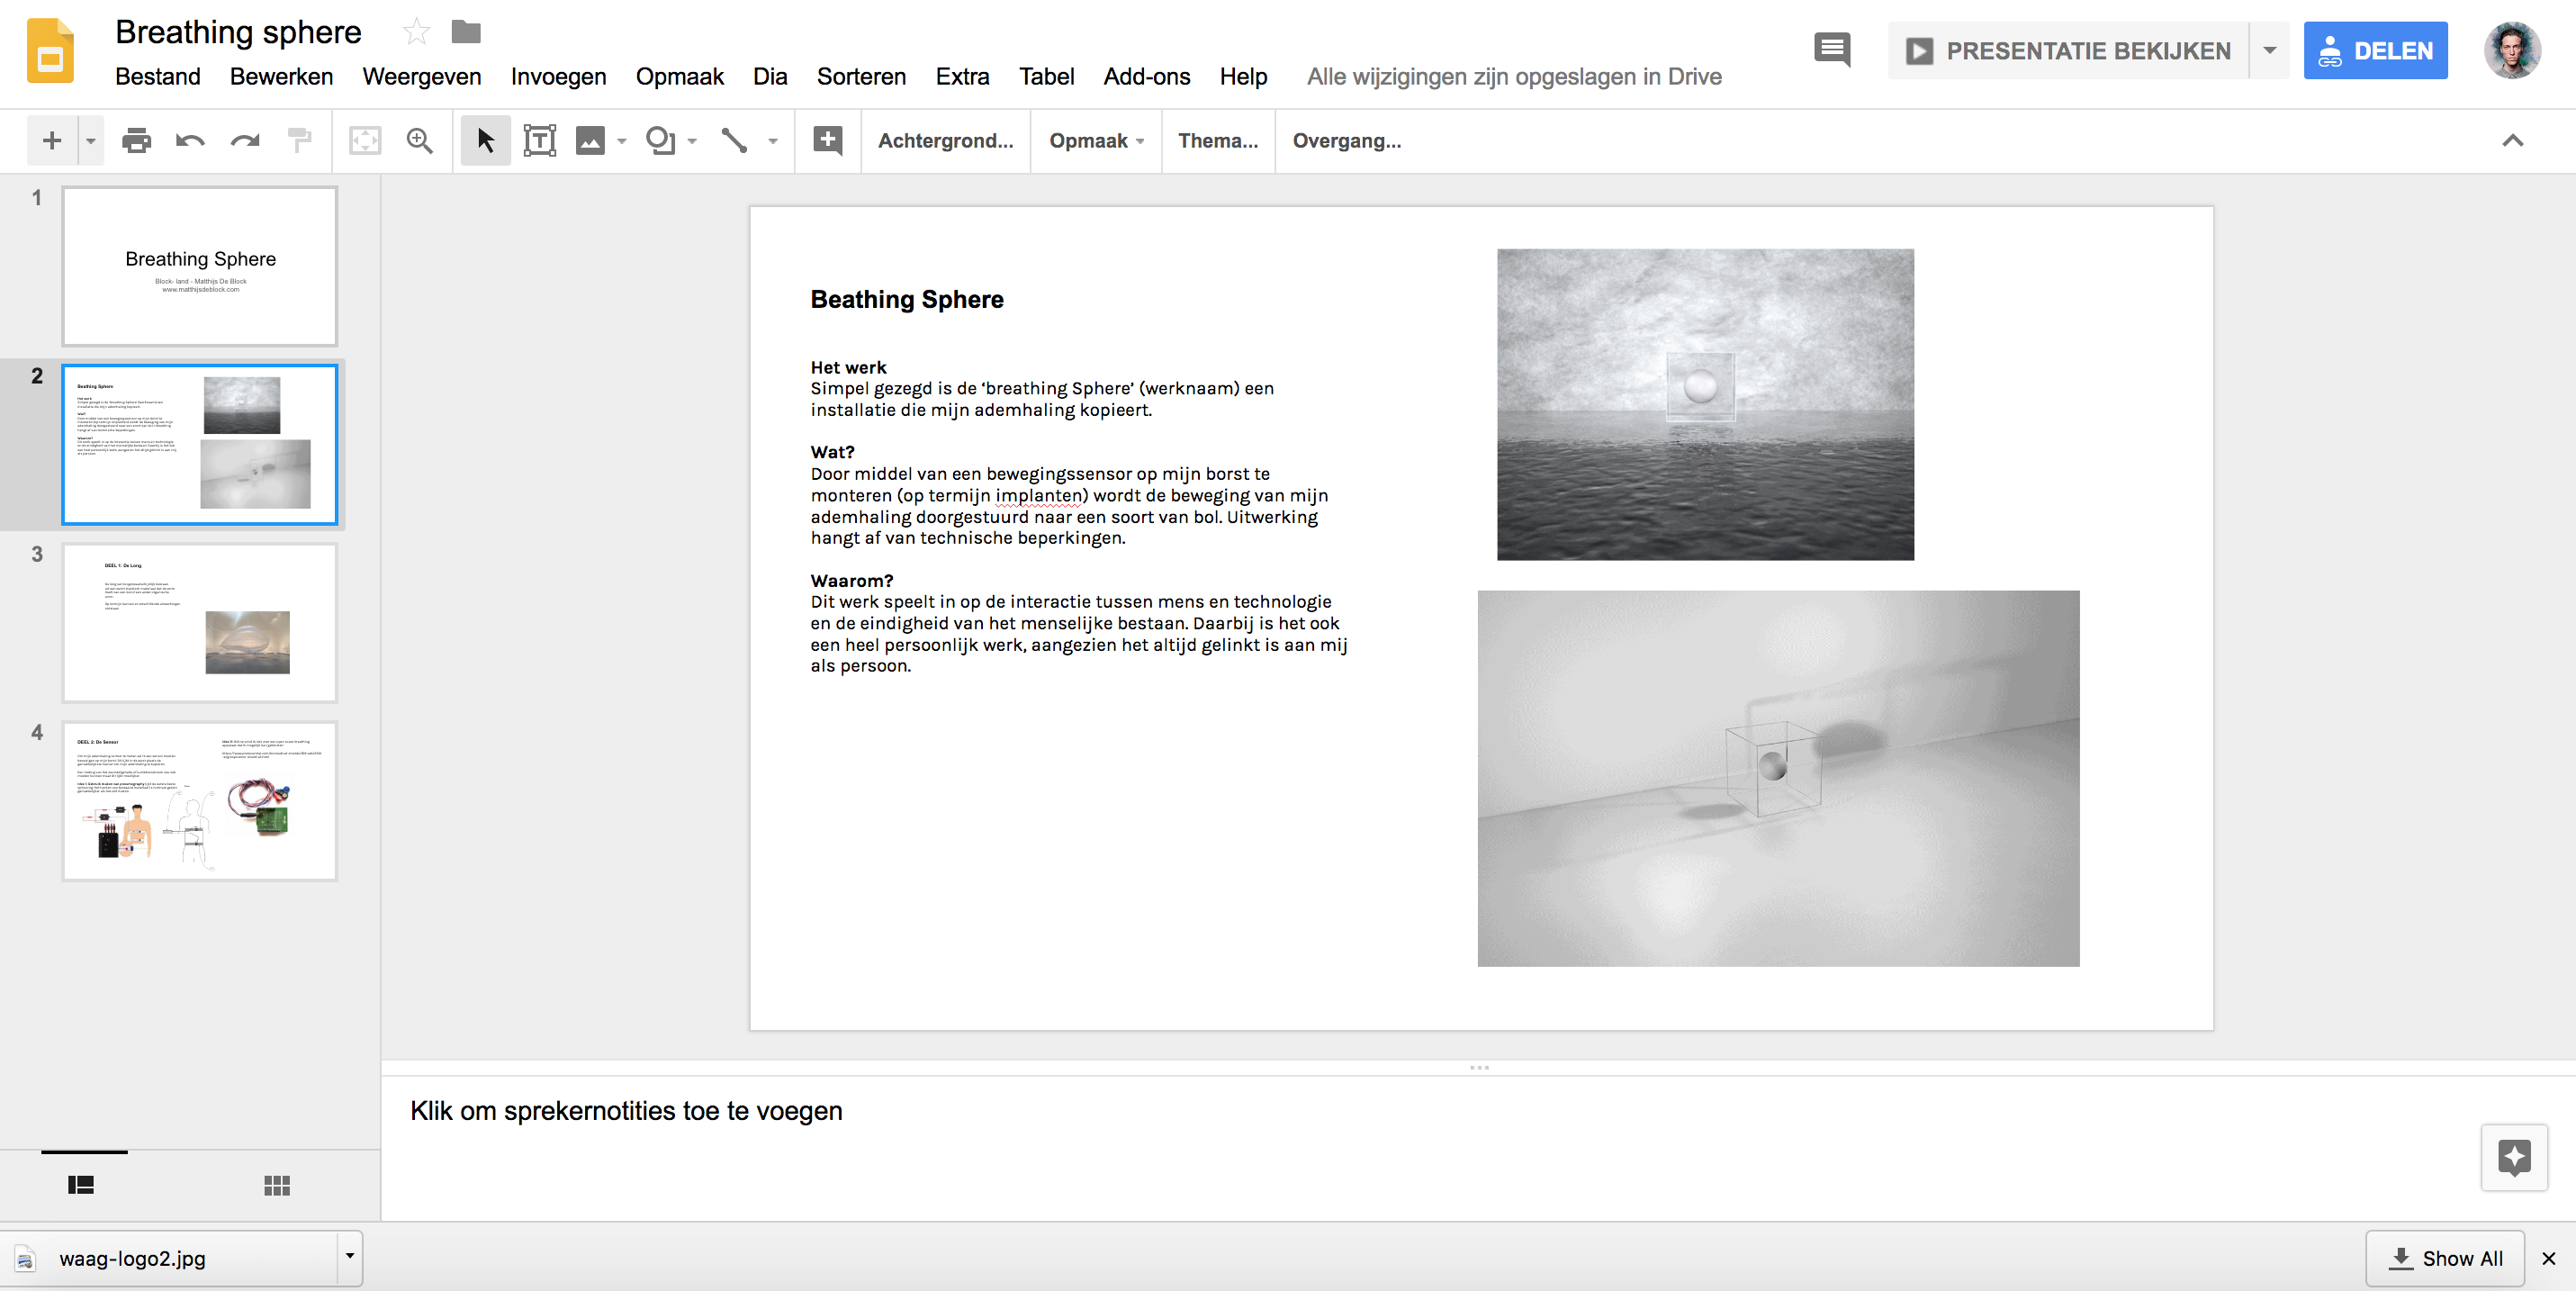 Breathing sphere
Bestand Bewerken Weergeven Invoegen Opmaak Dia Sorteren Extra Tabel Add-ons Help Alle wijzigingen zijn opgeslagen in Drive
PRESENTATIE BEKIJKEN
DELEN
Achtergrond... Opmaak Thema... Overgang...
1
Breathing Sphere
Block- land - Matthijs De Block
www.matthijsdeblock.com
2
Beathing Sphere
3
DEEL 1: De Long
4
DEEL 2: De Sensor
Beathing Sphere
Het werk
Simpel gezegd is de ‘breathing Sphere’ (werknaam) een
installatie die mijn ademhaling kopieert.
Wat?
Door middel van een bewegingssensor op mijn borst te
monteren (op termijn implanten) wordt de beweging van mijn
ademhaling doorgestuurd naar een soort van bol. Uitwerking
hangt af van technische beperkingen.
Waarom?
Dit werk speelt in op de interactie tussen mens en technologie
en de eindigheid van het menselijke bestaan. Daarbij is het ook
een heel persoonlijk werk, aangezien het altijd gelinkt is aan mij
als persoon.
Klik om sprekernotities toe te voegen
waag-logo2.jpg
Show All